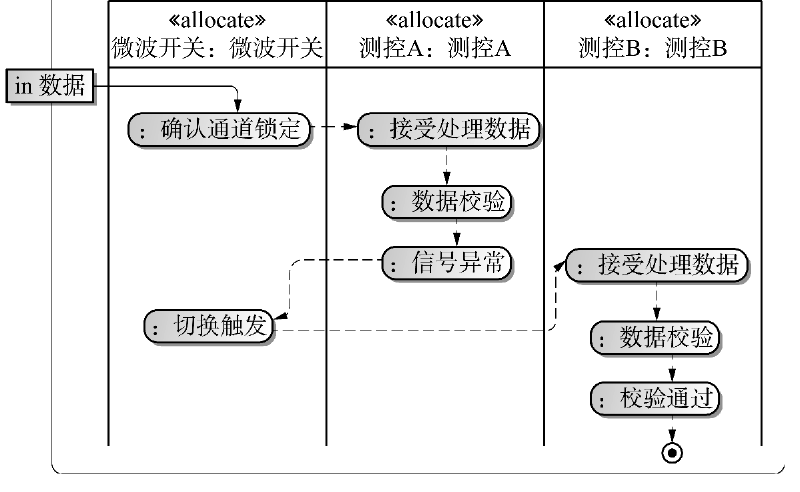 «allocate»
微波开关：微波开关
«allocate»
测控A：测控A
«allocate»
测控B：测控B
in 数据
：确认通道锁定
：接受处理数据
：数据校验
：信号异常
：接受处理数据
：切换触发
：数据校验
：校验通过